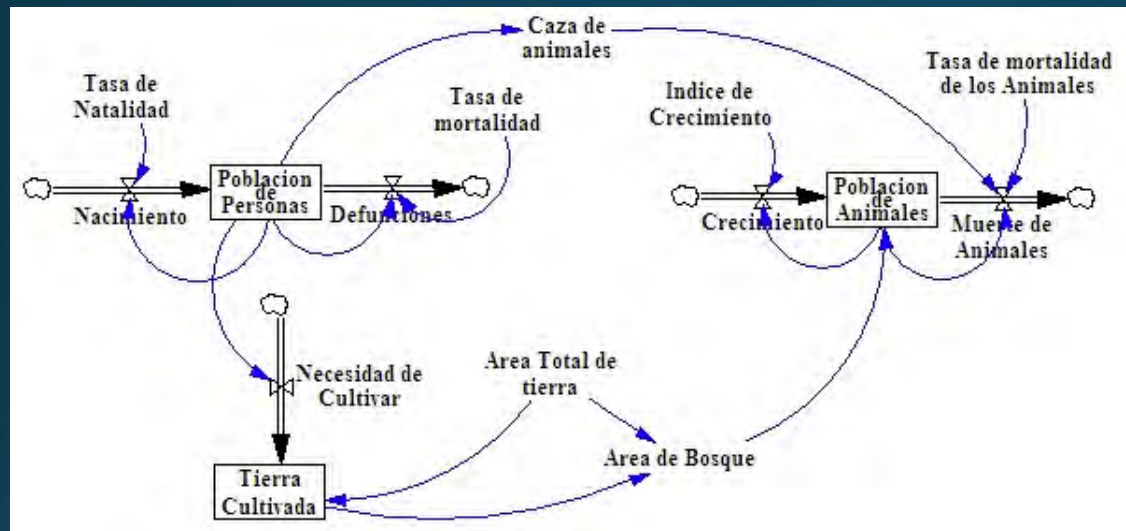 Caza de
animales
Tasa de
Natalidad
Tasa de
mortalidad
Indice de
Crecimiento
Tasa de mortalidad
de los Animales
Poblacion
de
Personas
Nacimiento
Defunciones
Poblacion
de
Animales
Crecimiento
Muerte de
Animales
Necesidad de
Cultivar
Area Total de
tierra
Area de Bosque
Tierra
Cultivada